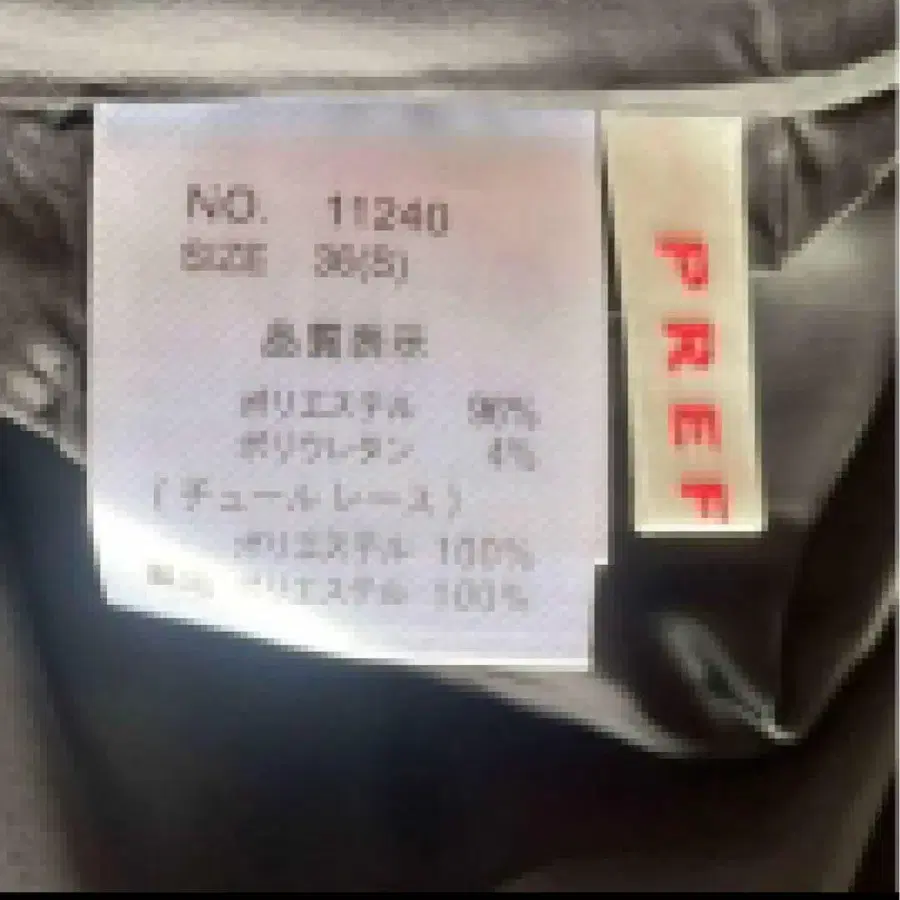 NO. 11240
SIZE 36(S)
品質表示
ポリエステル 96%
ポリウレタン 4%
(チュールレース)
ポリエステル 100%
ポリエステル 100%
PREF